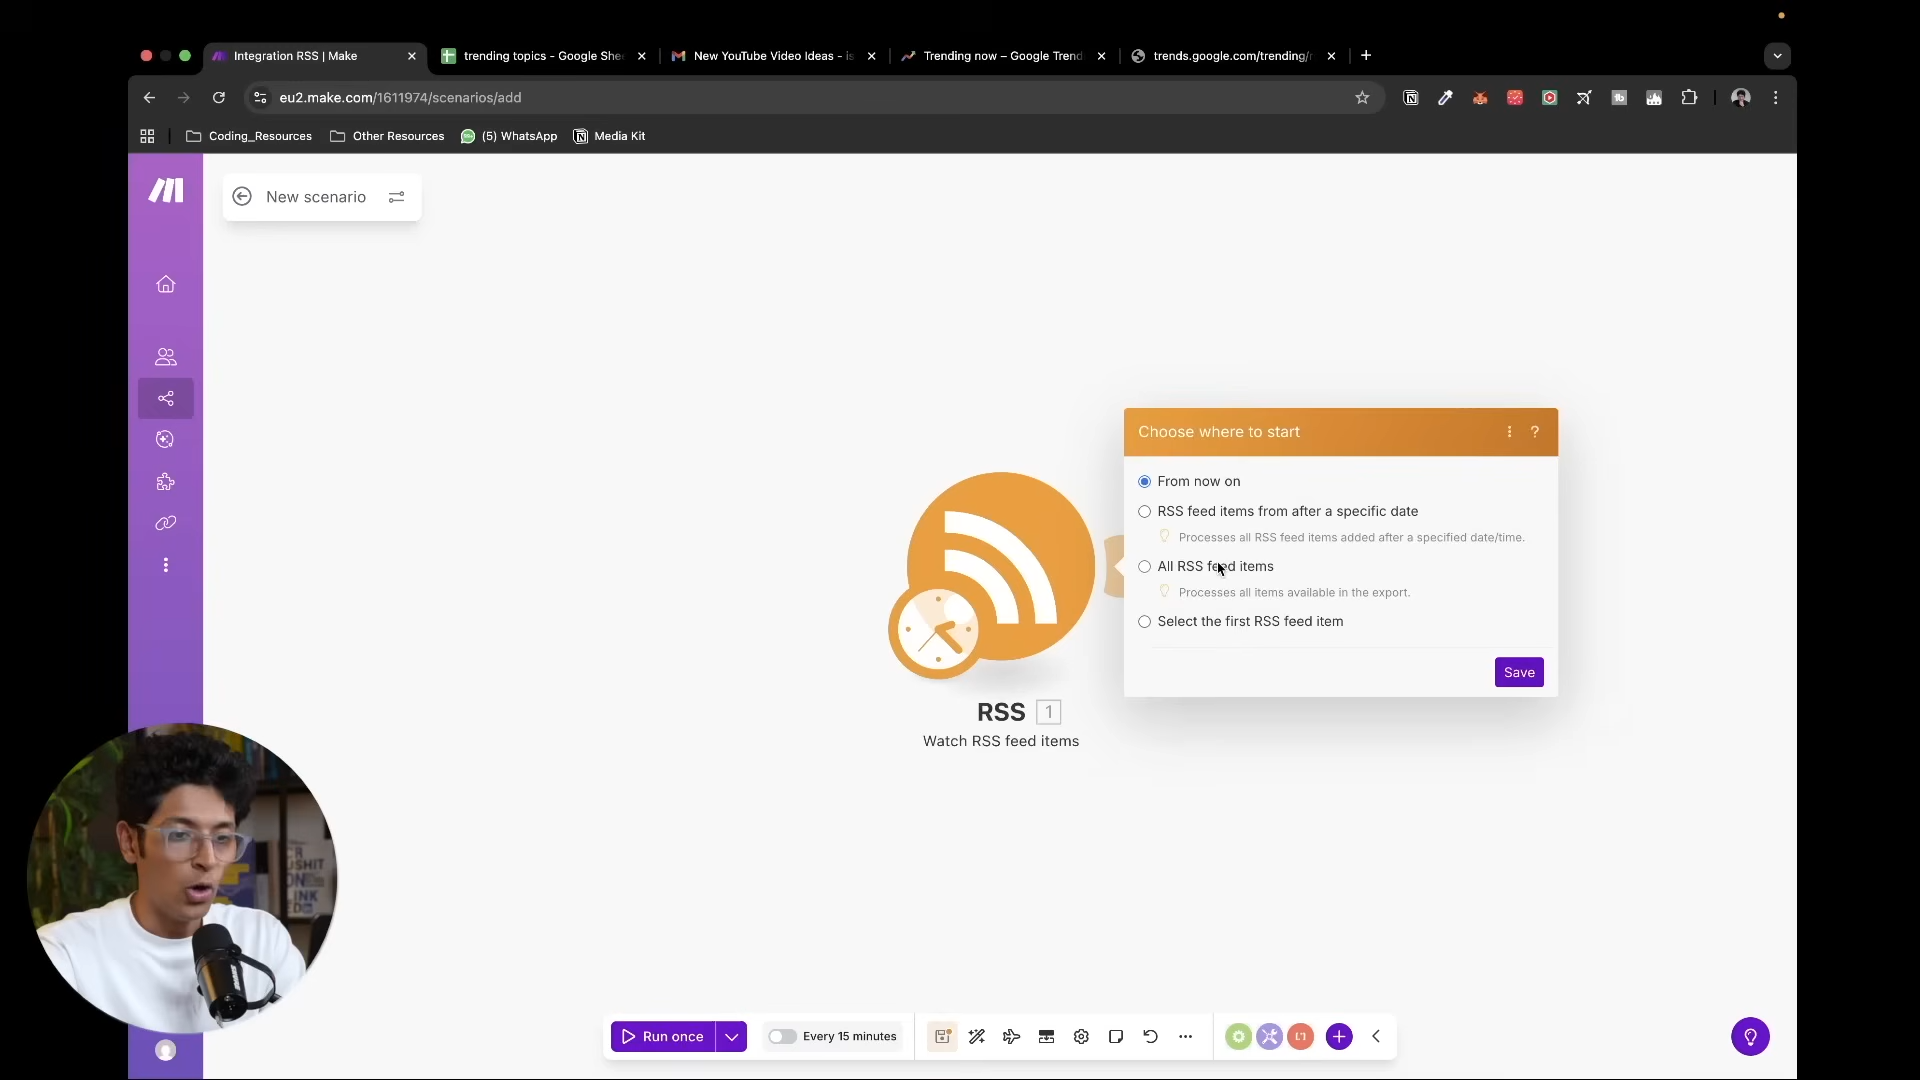 Integration RSS | Make
trending topics - Google She
New YouTube Video Ideas - is
Trending now – Google Trend
trends.google.com/trending/r
eu2.make.com/1611974/scenarios/add
Coding_Resources
Other Resources
(5) WhatsApp
Media Kit
New scenario
Choose where to start
From now on
RSS feed items from after a specific date
Processes all RSS feed items added after a specified date/time.
All RSS feed items
Processes all items available in the export.
Select the first RSS feed item
Save
RSS 1
Watch RSS feed items
Run once
Every 15 minutes